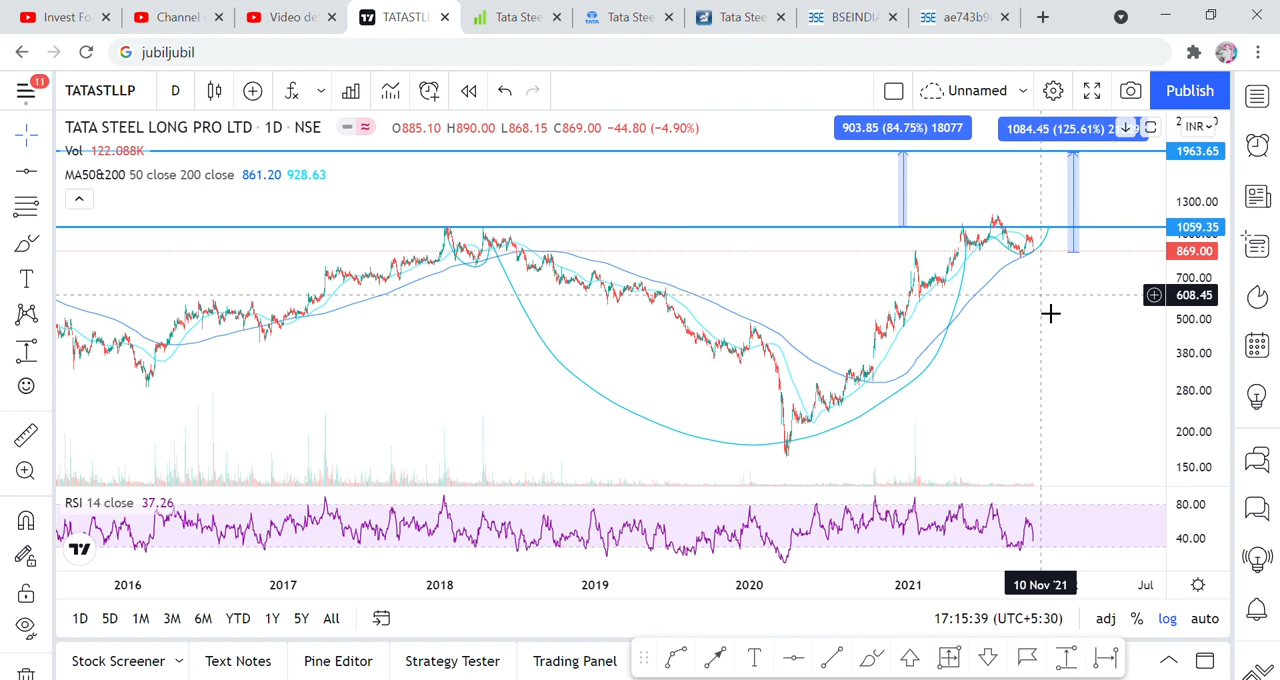 Invest Fo
Channel
Video de
TATASTLL
Tata Stee
Tata Stee
Tata Stee
BSEINDIA
ae743b9
jubiljubil
11
TATASTLLP D
Unnamed
Publish
TATA STEEL LONG PRO LTD · 1D · NSE O885.10 H890.00 L868.15 C869.00 −44.80 (−4.90%)
903.85 (84.75%) 18077
1084.45 (125.61%)
INR
Vol 122.088K
1963.65
MA50&200 50 close 200 close 861.20 928.63
1300.00
1059.35
869.00
700.00
608.45
500.00
380.00
280.00
200.00
150.00
RSI 14 close 37.26
80.00
40.00
2016 2017 2018 2019 2020 2021 10 Nov '21 Jul
1D 5D 1M 3M 6M YTD 1Y 5Y All
17:15:39 (UTC+5:30) adj % log auto
Stock Screener Text Notes Pine Editor Strategy Tester Trading Panel